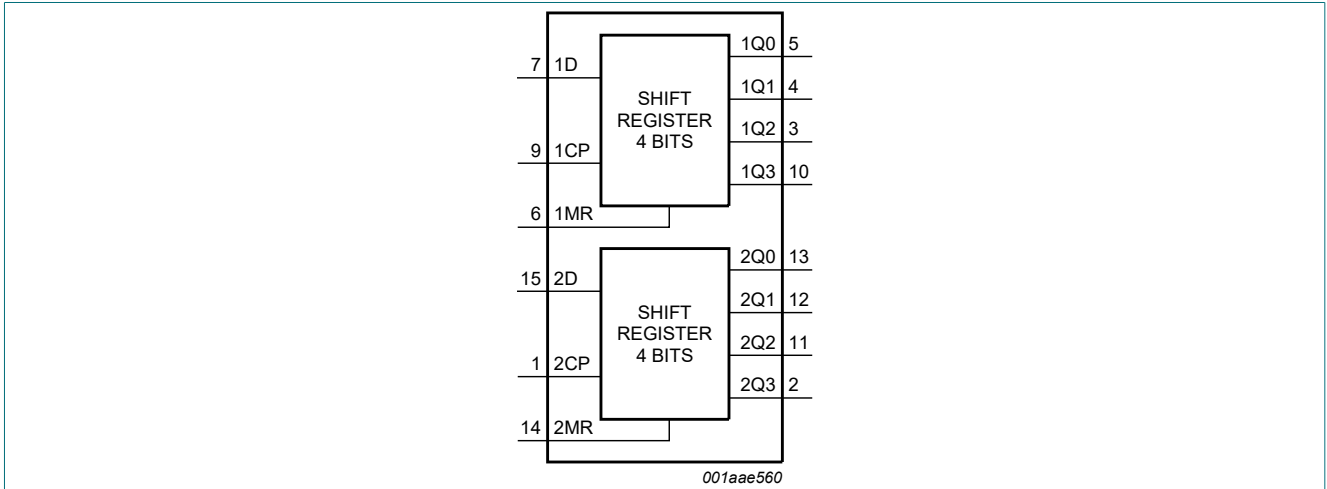 1Q0 5
7 1D
1Q1 4
SHIFT
REGISTER
4 BITS
1Q2 3
9 1CP
1Q3 10
6 1MR
2Q0 13
15 2D
2Q1 12
SHIFT
REGISTER
4 BITS
2Q2 11
1 2CP
2Q3 2
14 2MR
001aae560